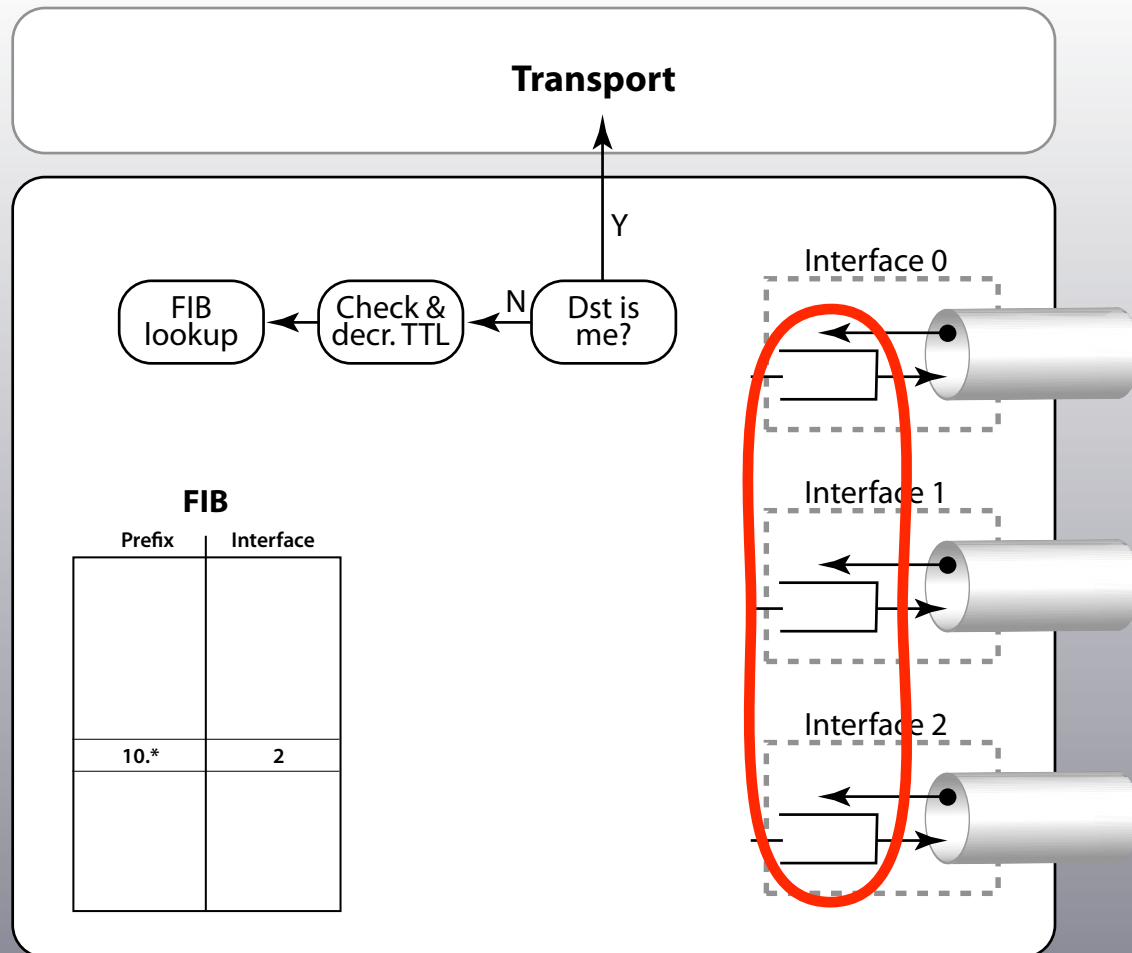 Transport
Y
Interface 0
FIB
lookup
Check &
decr. TTL
N
Dst is
me?
FIB
Prefix Interface
10.* 2
Interface 1
Interface 2